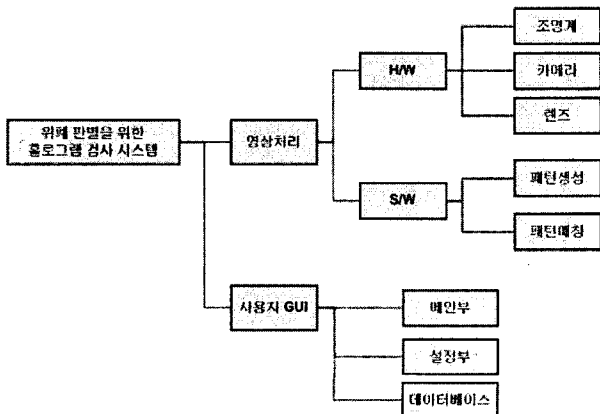 위폐 판별을 위한
홀로그램 검사 시스템
영상처리
H/W
조명계
카메라
렌즈
S/W
패턴생성
패턴매칭
사용자 GUI
메인부
설정부
데이터베이스